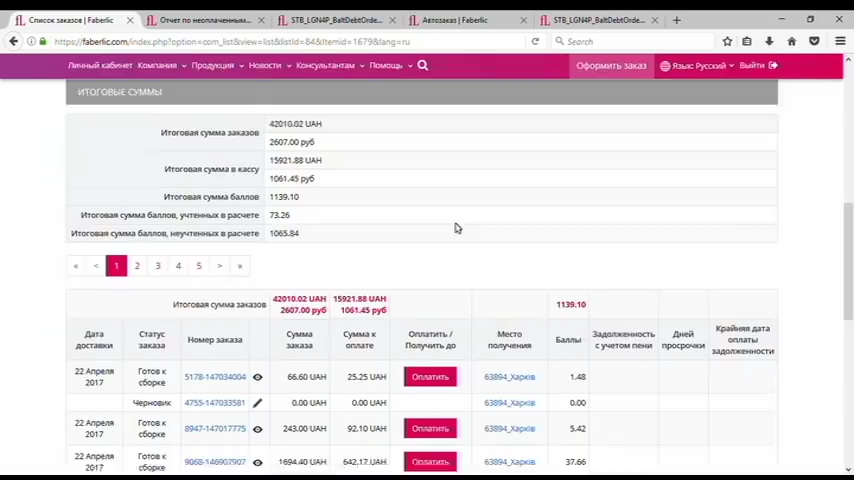 Список заказов | Faberlic
Отчет по неоплаченным...
STB_LGN4P_BaltDebtOrde...
Автозаказ | Faberlic
STB_LGN4P_BaltDebtOrde...
https://faberlic.com/index.php?option=com_list&view=list&listId=84&Itemid=1679&lang=ru
Search
Личный кабинет Компания Продукция Новости Консультантам Помощь Оформить заказ Язык: Русский Выйти
ИТОГОВЫЕ СУММЫ
Итоговая сумма заказов
42010.02 UAH
2607.00 руб
Итоговая сумма в кассу
15921.88 UAH
1061.45 руб
Итоговая сумма баллов 1139.10
Итоговая сумма баллов, учтенных в расчете 73.26
Итоговая сумма баллов, неучтенных в расчете 1065.84
« < 1 2 3 4 5 > »
Итоговая сумма заказов 42010.02 UAH 2607.00 руб 15921.88 UAH 1061.45 руб 1139.10
Дата доставки Статус заказа Номер заказа Сумма заказа Сумма к оплате Оплатить / Получить до Место получения Баллы Задолженность с учетом пени Дней просрочки Крайняя дата оплаты задолженности
22 Апреля 2017 Готов к сборке 5178-147034004 66.60 UAH 25.25 UAH Оплатить 63894_Харків 1.48
Черновик 4755-147033581 0.00 UAH 0.00 UAH 63894_Харків 0.00
22 Апреля 2017 Готов к сборке 8947-147017775 243.00 UAH 92.10 UAH Оплатить 63894_Харків 5.42
22 Апреля 2017 Готов к сборке 9068-146907907 1694.40 UAH 642.17 UAH Оплатить 63894_Харків 37.66